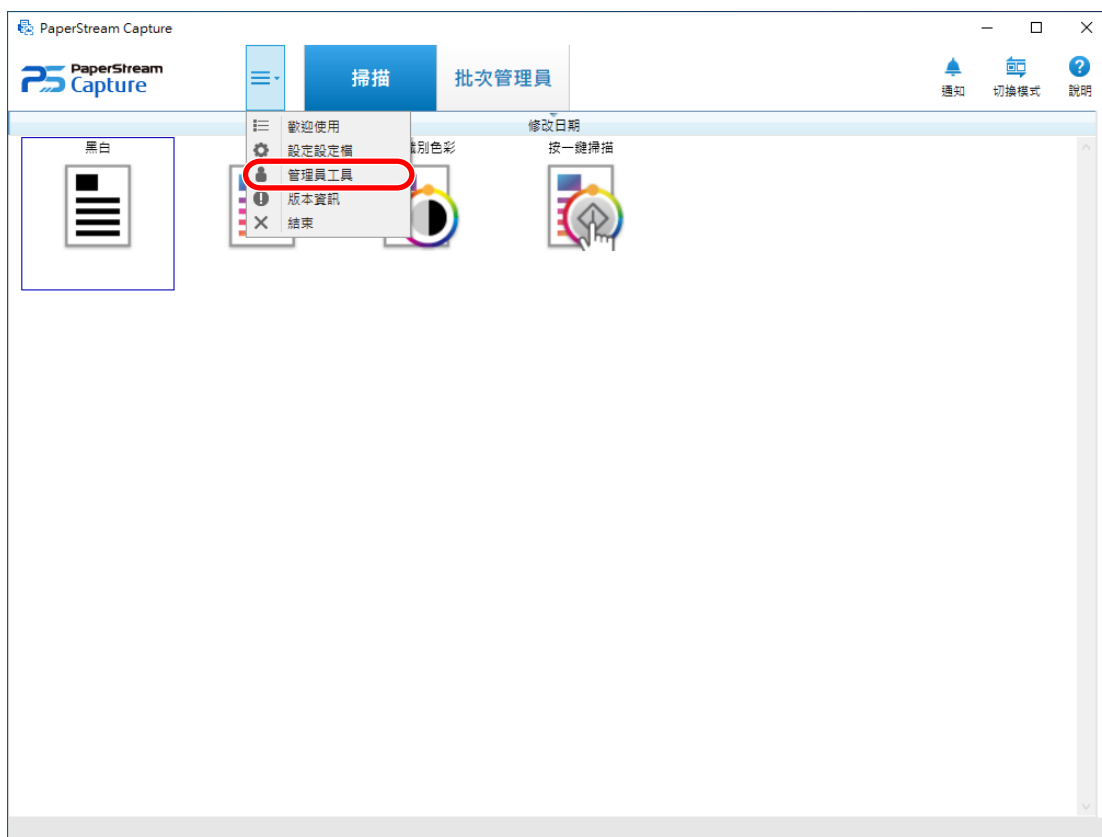 PaperStream Capture
PaperStream
Capture
掃描
批次管理員
通知
切換模式
說明
修改日期
歡迎使用
設定設定檔
管理員工具
版本資訊
結束
黑白
別色彩
按一鍵掃描